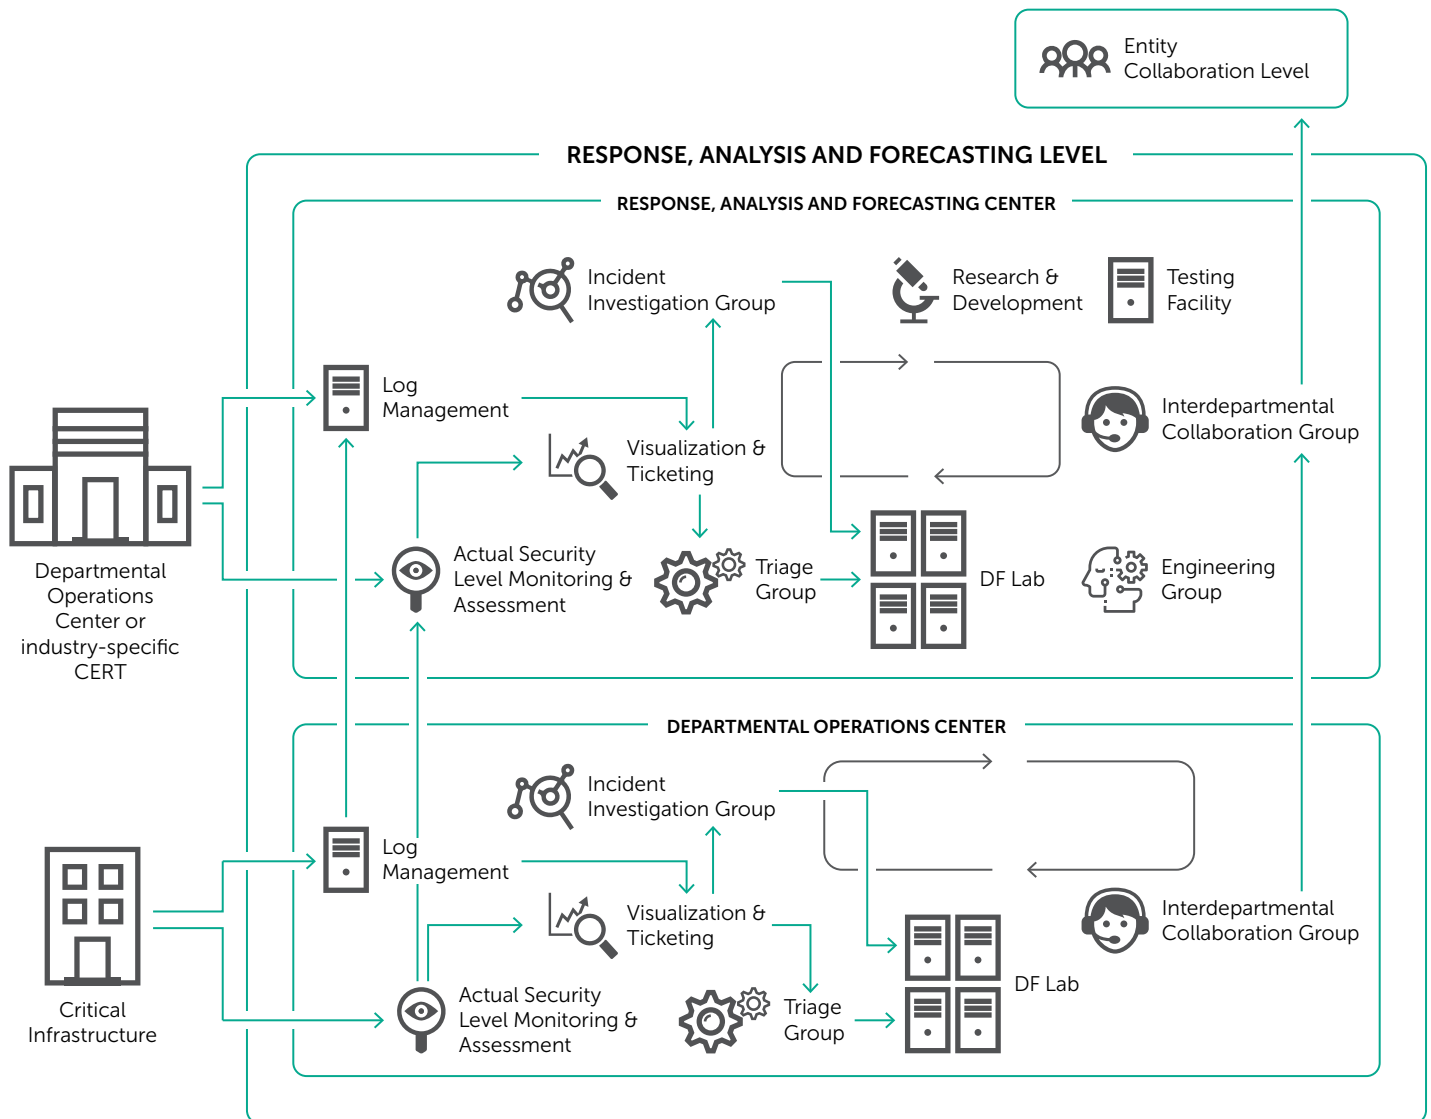 Entity
Collaboration Level
RESPONSE, ANALYSIS AND FORECASTING LEVEL
RESPONSE, ANALYSIS AND FORECASTING CENTER
Incident
Investigation Group
Research &
Development
Testing
Facility
Log
Management
Interdepartmental
Collaboration Group
Visualization &
Ticketing
Actual Security
Level Monitoring &
Assessment
Triage
Group
DF Lab
Engineering
Group
Departmental
Operations
Center or
industry-specific
CERT
DEPARTMENTAL OPERATIONS CENTER
Incident
Investigation Group
Log
Management
Visualization &
Ticketing
Interdepartmental
Collaboration Group
Actual Security
Level Monitoring &
Assessment
Triage
Group
DF Lab
Critical
Infrastructure